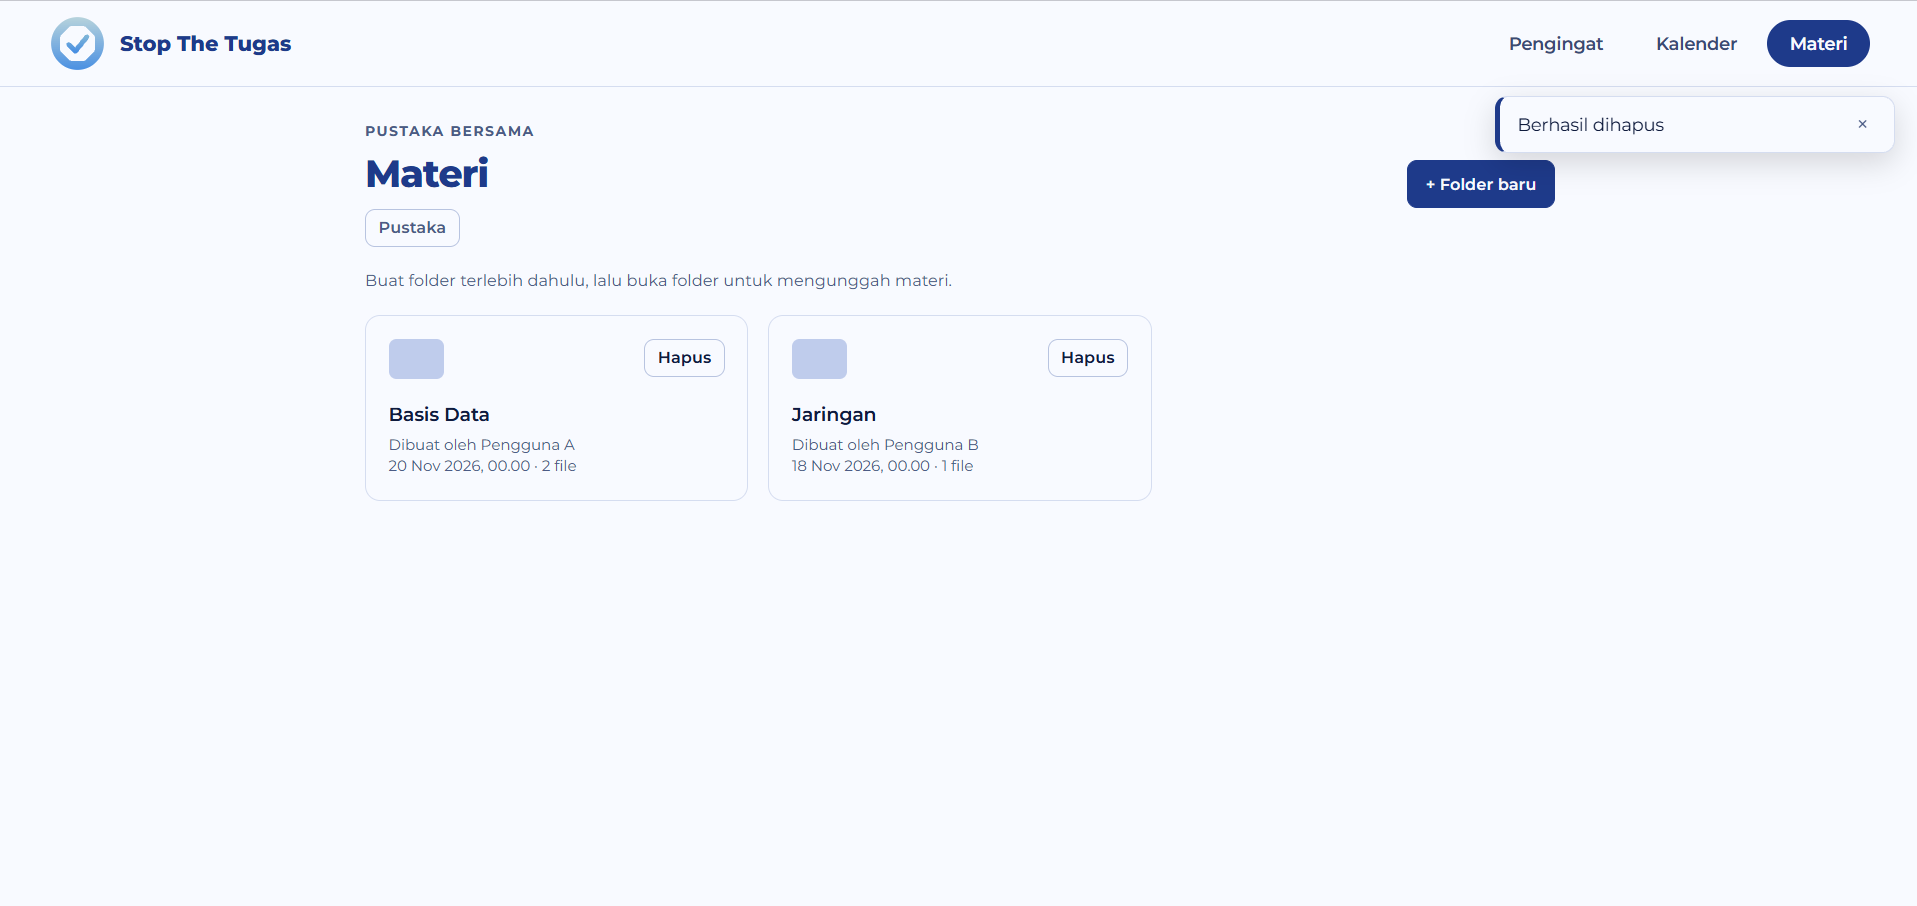 Stop The Tugas
Pengingat
Kalender
Materi
Berhasil dihapus
×
PUSTAKA BERSAMA
Materi
+ Folder baru
Pustaka
Buat folder terlebih dahulu, lalu buka folder untuk mengunggah materi.
Hapus
Basis Data
Dibuat oleh Pengguna A
20 Nov 2026, 00.00 · 2 file
Hapus
Jaringan
Dibuat oleh Pengguna B
18 Nov 2026, 00.00 · 1 file